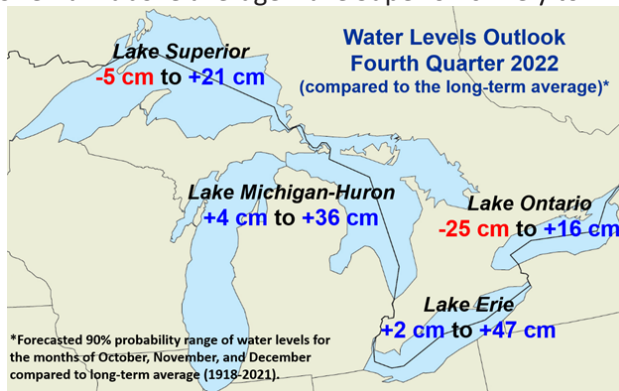 Lake Superior
-5 cm to +21 cm
Water Levels Outlook
Fourth Quarter 2022
(compared to the long-term average)*
Lake Michigan-Huron
+4 cm to +36 cm
Lake Ontario
-25 cm to +16 cm
Lake Erie
+2 cm to +47 cm
*Forecasted 90% probability range of water levels for
the months of October, November, and December
compared to long-term average (1918-2021).